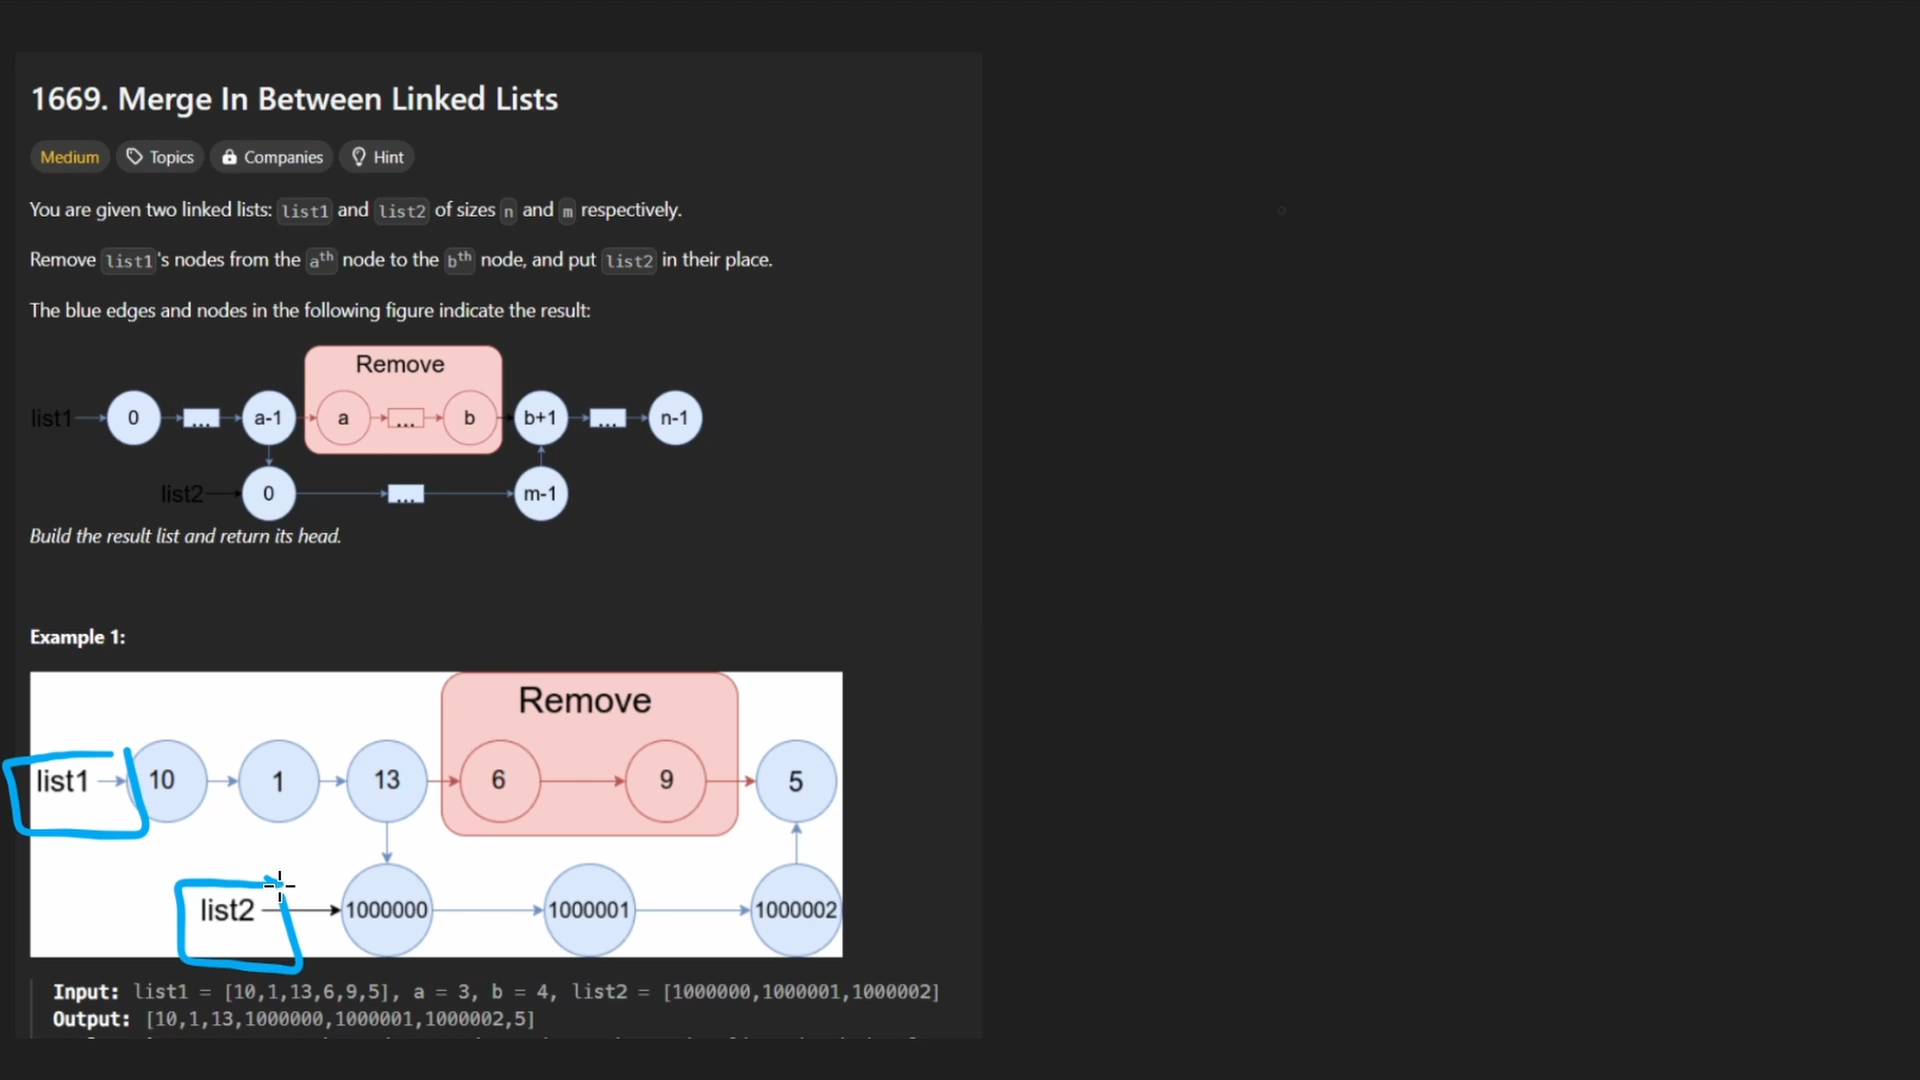 1669. Merge In Between Linked Lists
Medium Topics Companies Hint
You are given two linked lists: list1 and list2 of sizes n and m respectively.
Remove list1's nodes from the ath node to the bth node, and put list2 in their place.
The blue edges and nodes in the following figure indicate the result:
Remove
list1 0 ... a-1 a ... b b+1 ... n-1
list2 0 ... m-1
Build the result list and return its head.
Example 1:
Remove
list1 10 1 13 6 9 5
list2 1000000 1000001 1000002
Input: list1 = [10,1,13,6,9,5], a = 3, b = 4, list2 = [1000000,1000001,1000002]
Output: [10,1,13,1000000,1000001,1000002,5]